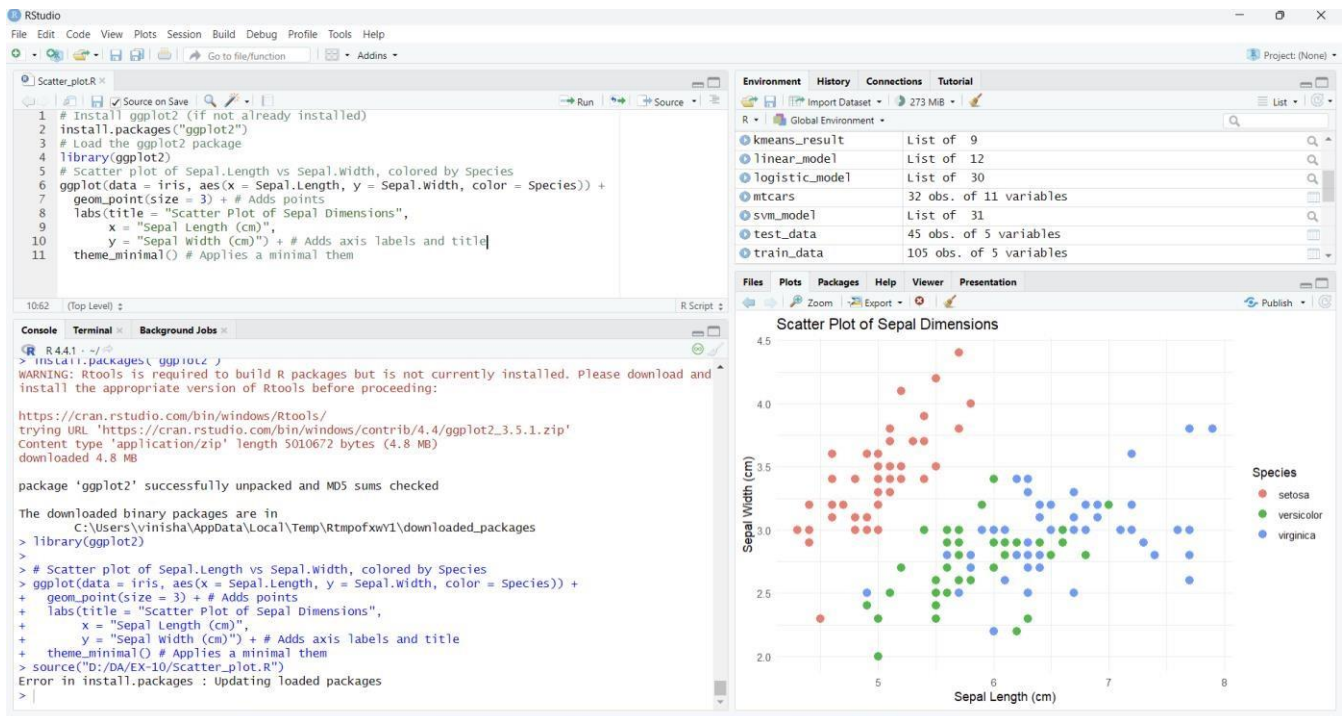 RStudio
File Edit Code View Plots Session Build Debug Profile Tools Help
Go to file/function Addins
Project: (None)
Scatter_plot.R
Source on Save Run Source
1 # Install ggplot2 (if not already installed)
2 install.packages("ggplot2")
3 # Load the ggplot2 package
4 library(ggplot2)
5 # Scatter plot of Sepal.Length vs Sepal.Width, colored by Species
6 ggplot(data = iris, aes(x = Sepal.Length, y = Sepal.Width, color = Species)) +
7 geom_point(size = 3) + # Adds points
8 labs(title = "Scatter Plot of Sepal Dimensions",
9 x = "Sepal Length (cm)",
10 y = "Sepal Width (cm)") + # Adds axis labels and title
11 theme_minimal() # Applies a minimal them
10:62 (Top Level) R Script
Console Terminal Background Jobs
R 4.4.1 · ~/
> install.packages("ggplot2")
WARNING: Rtools is required to build R packages but is not currently installed. Please download and
install the appropriate version of Rtools before proceeding:
https://cran.rstudio.com/bin/windows/Rtools/
trying URL 'https://cran.rstudio.com/bin/windows/contrib/4.4/ggplot2_3.5.1.zip'
Content type 'application/zip' length 5010672 bytes (4.8 MB)
downloaded 4.8 MB
package ‘ggplot2’ successfully unpacked and MD5 sums checked
The downloaded binary packages are in
C:\Users\vinisha\AppData\Local\Temp\RtmpofxwY1\downloaded_packages
> library(ggplot2)
>
> # Scatter plot of Sepal.Length vs Sepal.Width, colored by Species
> ggplot(data = iris, aes(x = Sepal.Length, y = Sepal.Width, color = Species)) +
+ geom_point(size = 3) + # Adds points
+ labs(title = "Scatter Plot of Sepal Dimensions",
+ x = "Sepal Length (cm)",
+ y = "Sepal Width (cm)") + # Adds axis labels and title
+ theme_minimal() # Applies a minimal them
> source("D:/DA/EX-10/Scatter_plot.R")
Error in install.packages : Updating loaded packages
>
Environment History Connections Tutorial
Import Dataset 273 MiB List
R Global Environment
kmeans_result List of 9
linear_model List of 12
logistic_model List of 30
mtcars 32 obs. of 11 variables
svm_model List of 31
test_data 45 obs. of 5 variables
train_data 105 obs. of 5 variables
Files Plots Packages Help Viewer Presentation
Zoom Export Publish
Scatter Plot of Sepal Dimensions
4.5
4.0
3.5
3.0
2.5
2.0
Sepal Width (cm)
5 6 7 8
Sepal Length (cm)
Species
setosa
versicolor
virginica